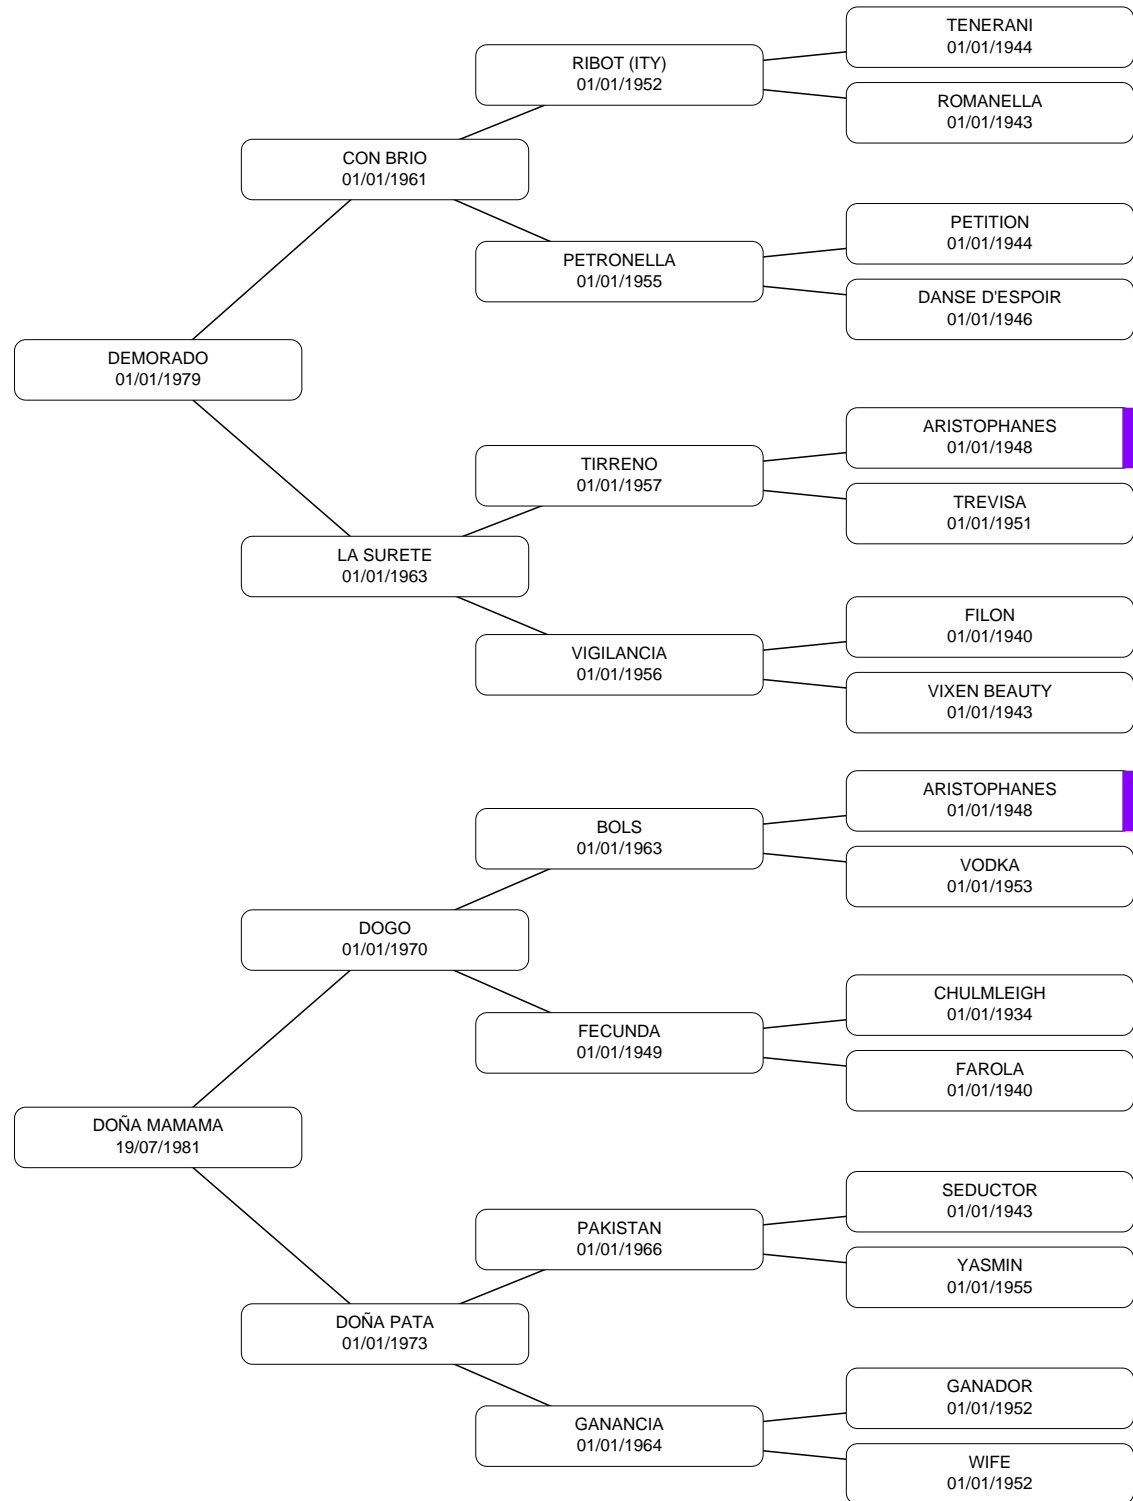 TENERANI
01/01/1944
RIBOT (ITY)
01/01/1952
ROMANELLA
01/01/1943
CON BRIO
01/01/1961
PETITION
01/01/1944
PETRONELLA
01/01/1955
DANSE D'ESPOIR
01/01/1946
DEMORADO
01/01/1979
ARISTOPHANES
01/01/1948
TIRRENO
01/01/1957
TREVISA
01/01/1951
LA SURETE
01/01/1963
FILON
01/01/1940
VIGILANCIA
01/01/1956
VIXEN BEAUTY
01/01/1943
ARISTOPHANES
01/01/1948
BOLS
01/01/1963
VODKA
01/01/1953
DOGO
01/01/1970
CHULMLEIGH
01/01/1934
FECUNDA
01/01/1949
FAROLA
01/01/1940
DOÑA MAMAMA
19/07/1981
SEDUCTOR
01/01/1943
PAKISTAN
01/01/1966
YASMIN
01/01/1955
DOÑA PATA
01/01/1973
GANADOR
01/01/1952
GANANCIA
01/01/1964
WIFE
01/01/1952